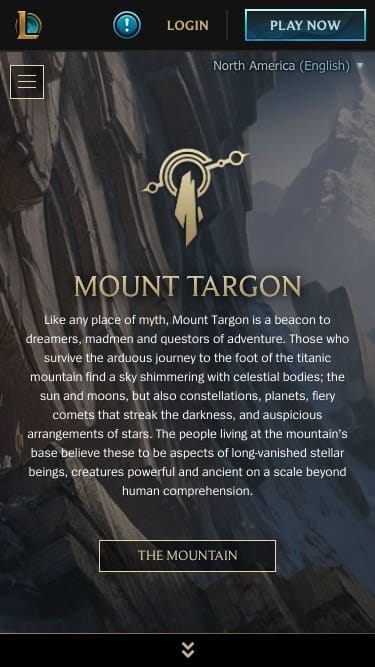 LOGIN
PLAY NOW
North America (English)
MOUNT TARGON
Like any place of myth, Mount Targon is a beacon to
dreamers, madmen and questors of adventure. Those who
survive the arduous journey to the foot of the titanic
mountain find a sky shimmering with celestial bodies; the
sun and moons, but also constellations, planets, fiery
comets that streak the darkness, and auspicious
arrangements of stars. The people living at the mountain's
base believe these to be aspects of long-vanished stellar
beings, creatures powerful and ancient on a scale beyond
human comprehension.
THE MOUNTAIN